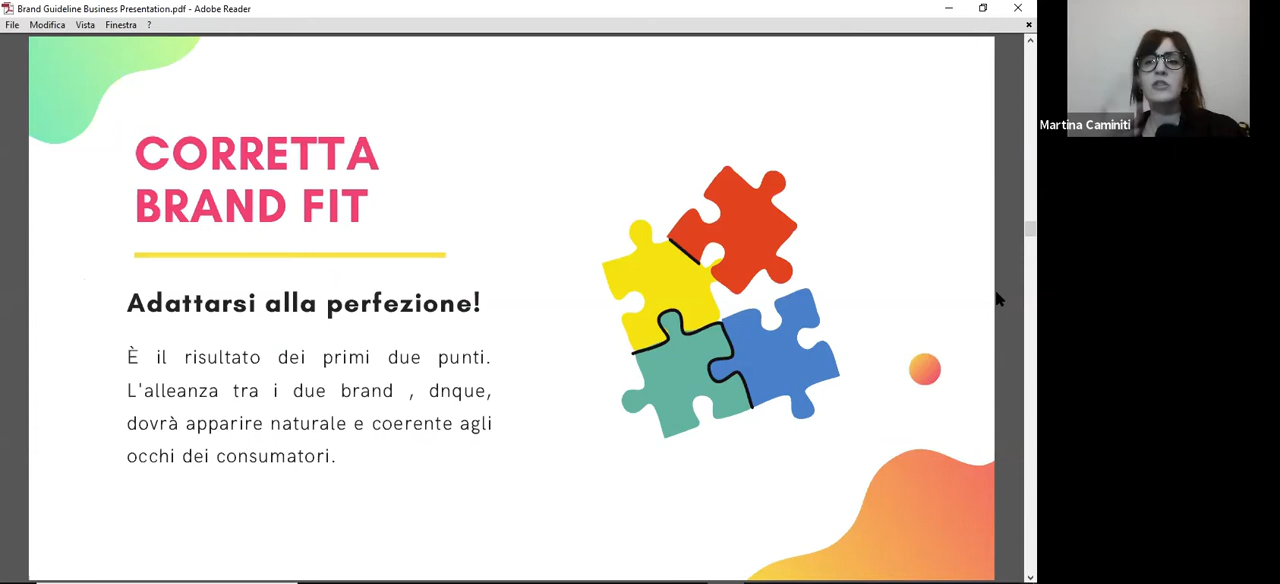 Brand Guideline Business Presentation.pdf - Adobe Reader
File Modifica Vista Finestra ?
CORRETTA
BRAND FIT
Adattarsi alla perfezione!
È il risultato dei primi due punti.
L'alleanza tra i due brand , dnque,
dovrà apparire naturale e coerente agli
occhi dei consumatori.
Martina Caminiti